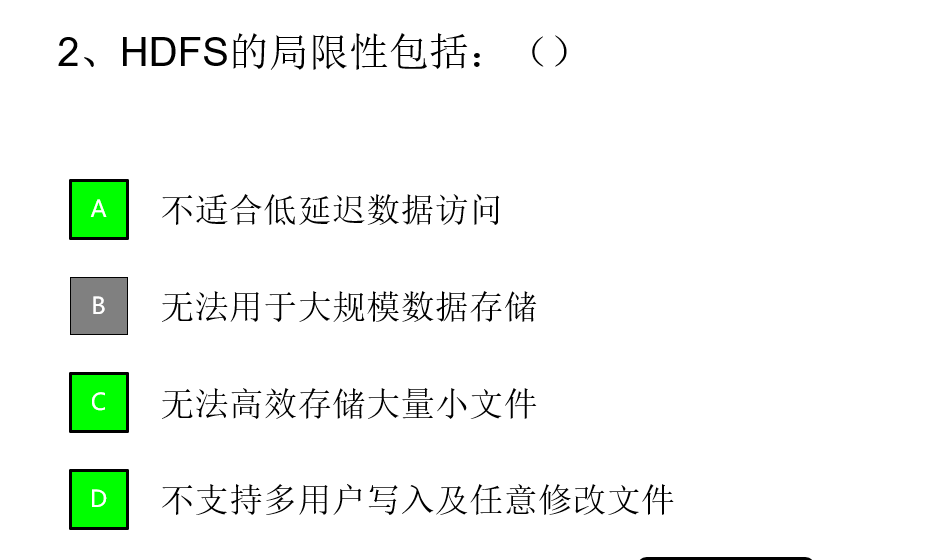 2、HDFS的局限性包括：（）
A 不适合低延迟数据访问
B 无法用于大规模数据存储
C 无法高效存储大量小文件
D 不支持多用户写入及任意修改文件